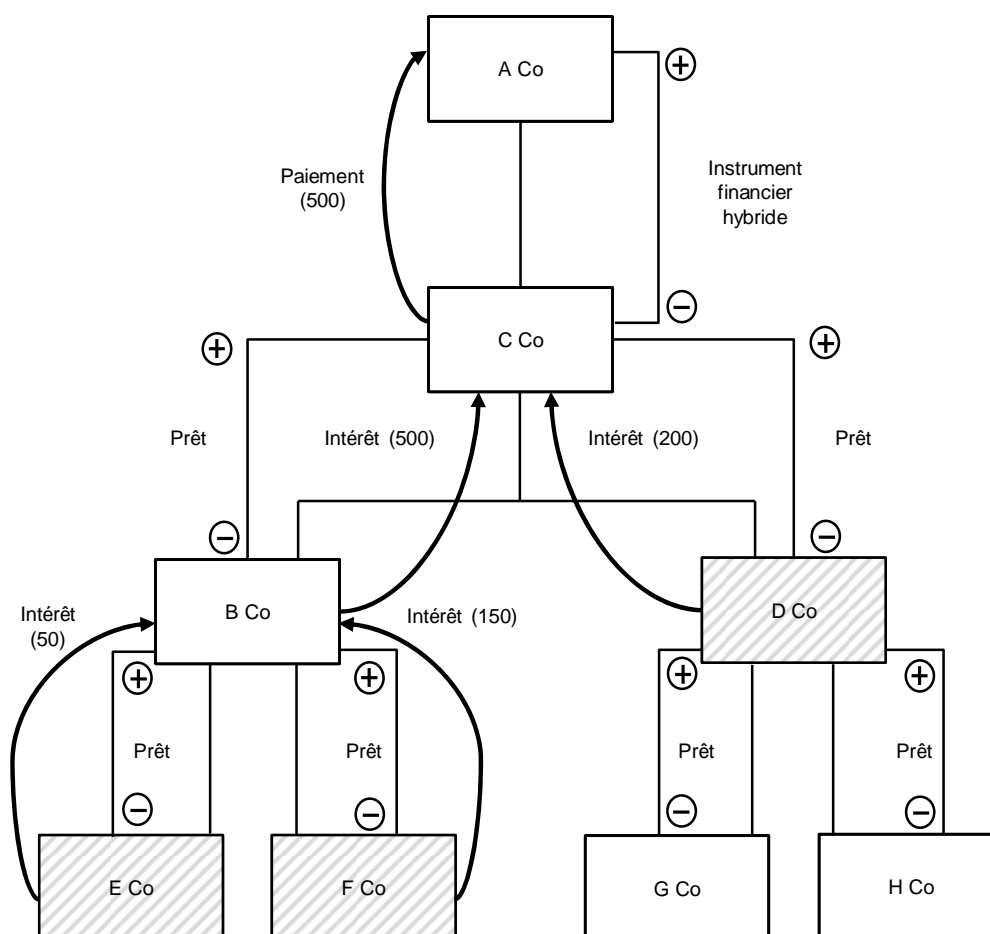 A Co
+
Paiement
(500)
Instrument
financier
hybride
−
C Co
+
+
Prêt
Intérêt (500)
Intérêt (200)
Prêt
−
−
Intérêt
(50)
B Co
Intérêt (150)
D Co
+
+
+
+
Prêt
Prêt
Prêt
Prêt
−
−
−
−
E Co
F Co
G Co
H Co